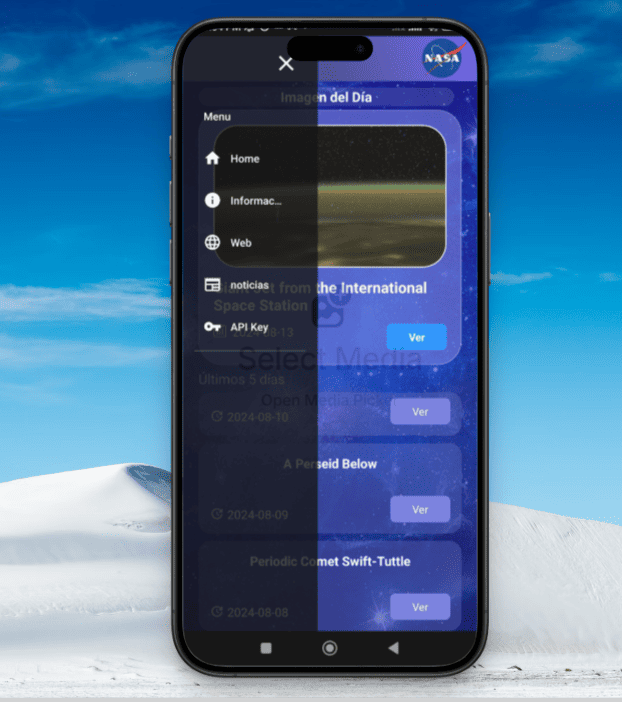 NASA
Imagen del Día
Menu
Home
Informac...
Web
noticias
API Key
from the International
Space Station
2024-08-13
Ver
Select Media
Open Media Picker
Últimos 5 días
2024-08-10
Ver
A Perseid Below
2024-08-09
Ver
Periodic Comet Swift-Tuttle
2024-08-08
Ver